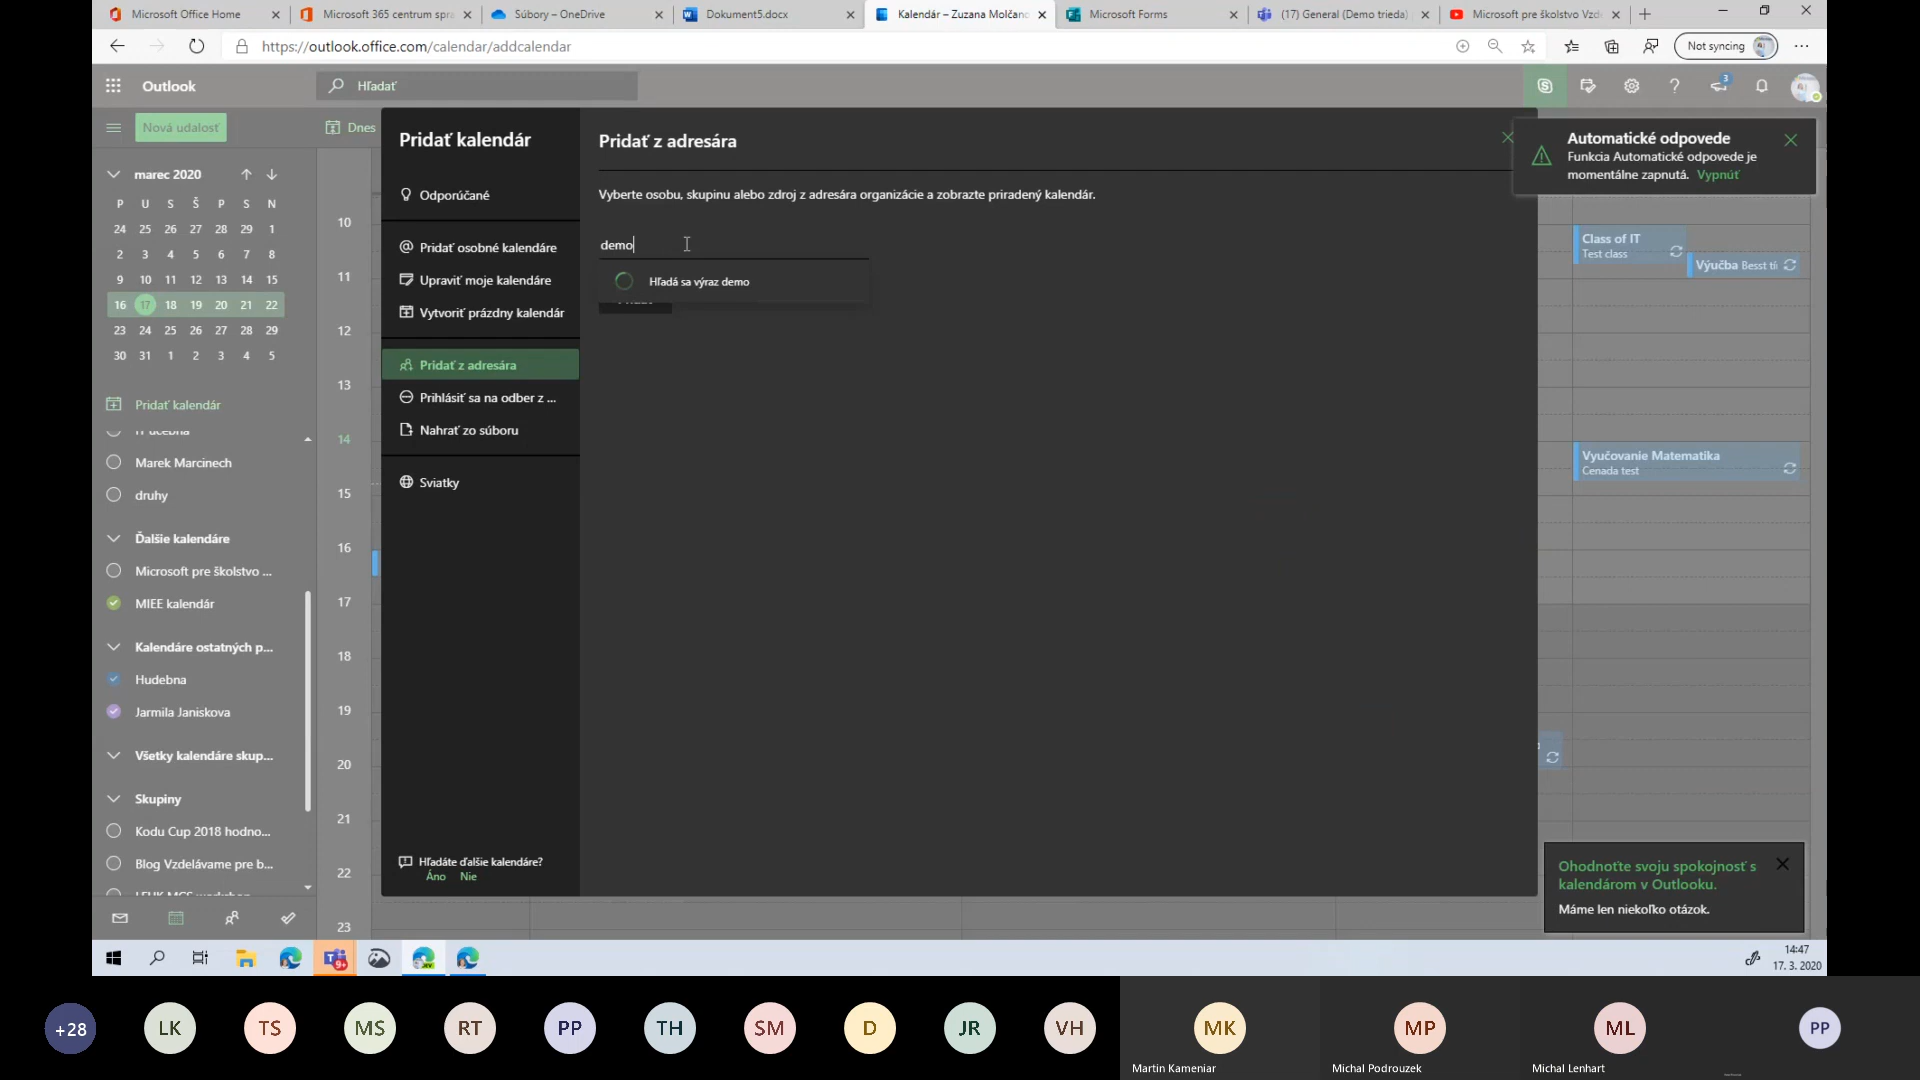 Microsoft Office Home
Microsoft 365 centrum spr
Súbory – OneDrive
Dokument5.docx
Kalendár – Zuzana Molčano
Microsoft Forms
(17) General (Demo trieda)
Microsoft pre školstvo Vzd
https://outlook.office.com/calendar/addcalendar
Not syncing
Outlook
Hľadať
3
Nová udalosť
Dnes
marec 2020
P U S Š P S N
24 25 26 27 28 29 1
2 3 4 5 6 7 8
9 10 11 12 13 14 15
16 17 18 19 20 21 22
23 24 25 26 27 28 29
30 31 1 2 3 4 5
Pridať kalendár
IT učebňa
Marek Marcinech
druhy
Ďalšie kalendáre
Microsoft pre školstvo ...
MIEE kalendár
Kalendáre ostatných p...
Hudebna
Jarmila Janiskova
Všetky kalendáre skup...
Skupiny
Kodu Cup 2018 hodno...
Blog Vzdelávame pre b...
10
11
12
13
14
15
16
17
18
19
20
21
22
23
Pridať kalendár
Odporúčané
Pridať osobné kalendáre
Upraviť moje kalendáre
Vytvoriť prázdny kalendár
Pridať z adresára
Prihlásiť sa na odber z ...
Nahrať zo súboru
Sviatky
Hľadáte ďalšie kalendáre?
Áno Nie
Pridať z adresára
Vyberte osobu, skupinu alebo zdroj z adresára organizácie a zobrazte priradený kalendár.
demo
Hľadá sa výraz demo
Automatické odpovede
Funkcia Automatické odpovede je
momentálne zapnutá. Vypnúť
Class of IT
Test class
Výučba Besst tí
Vyučovanie Matematika
Cenada test
Ohodnoťte svoju spokojnosť s
kalendárom v Outlooku.
Máme len niekoľko otázok.
9+
14:47
17. 3. 2020
+28
LK
TS
MS
RT
PP
TH
SM
D
JR
VH
MK
Martin Kameniar
MP
Michal Podrouzek
ML
Michal Lenhart
PP